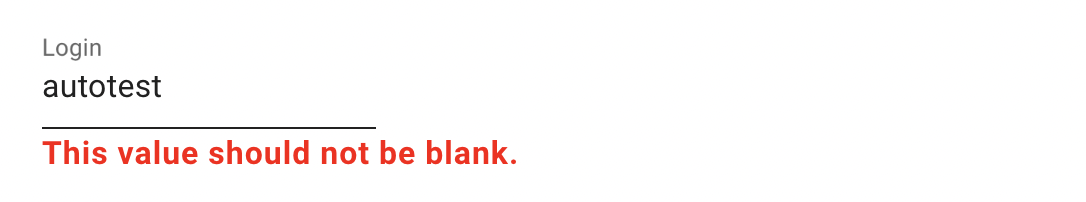 Login
autotest
This value should not be blank.